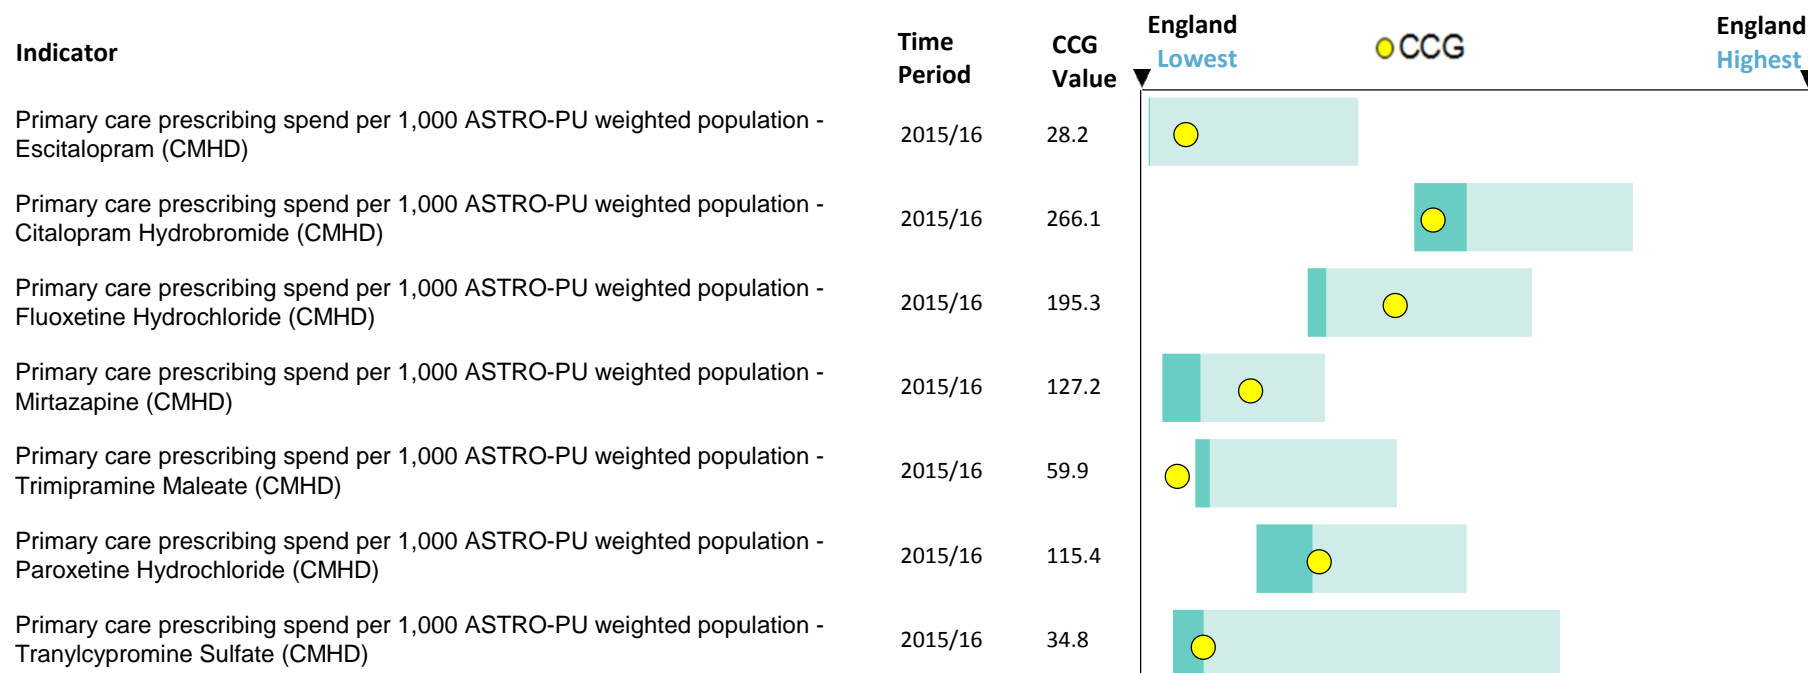 Indicator
Time
Period
CCG
Value
England
Lowest
CCG
England
Highest
Primary care prescribing spend per 1,000 ASTRO-PU weighted population -
Escitalopram (CMHD)
2015/16
28.2
Primary care prescribing spend per 1,000 ASTRO-PU weighted population -
Citalopram Hydrobromide (CMHD)
2015/16
266.1
Primary care prescribing spend per 1,000 ASTRO-PU weighted population -
Fluoxetine Hydrochloride (CMHD)
2015/16
195.3
Primary care prescribing spend per 1,000 ASTRO-PU weighted population -
Mirtazapine (CMHD)
2015/16
127.2
Primary care prescribing spend per 1,000 ASTRO-PU weighted population -
Trimipramine Maleate (CMHD)
2015/16
59.9
Primary care prescribing spend per 1,000 ASTRO-PU weighted population -
Paroxetine Hydrochloride (CMHD)
2015/16
115.4
Primary care prescribing spend per 1,000 ASTRO-PU weighted population -
Tranylcypromine Sulfate (CMHD)
2015/16
34.8